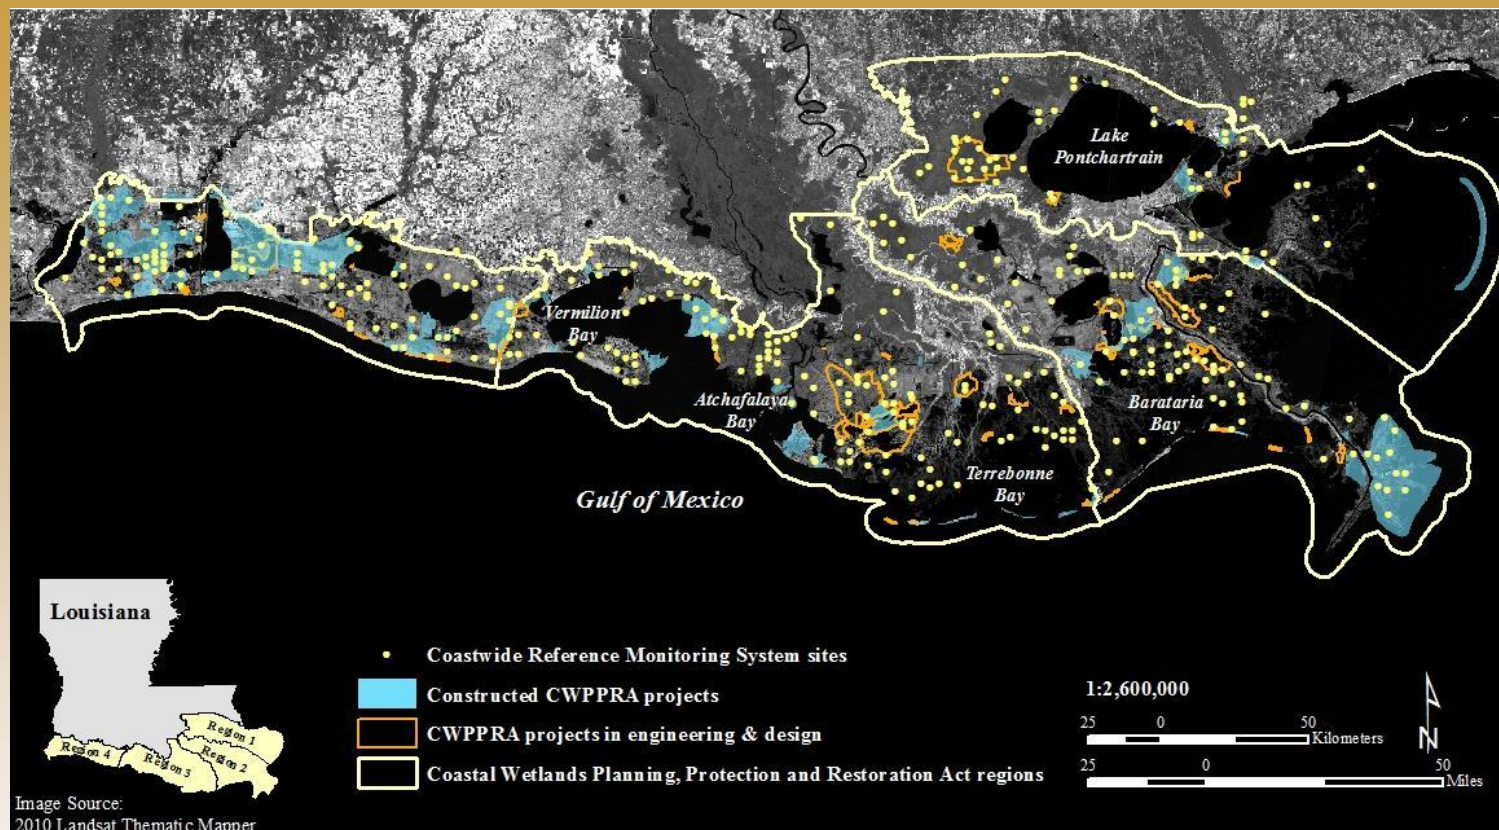 Lake
Pontchartrain
Vermilion
Bay
Atchafalaya
Bay
Barataria
Bay
Terrebonne
Bay
Gulf of Mexico
Louisiana
Region 1
Region 2
Region 3
Region 4
Coastwide Reference Monitoring System sites
Constructed CWPPRA projects
CWPPRA projects in engineering & design
Coastal Wetlands Planning, Protection and Restoration Act regions
1:2,600,000
25 0 50
Kilometers
25 0 50
Miles
N
Image Source:
2010 Landsat Thematic Mapper